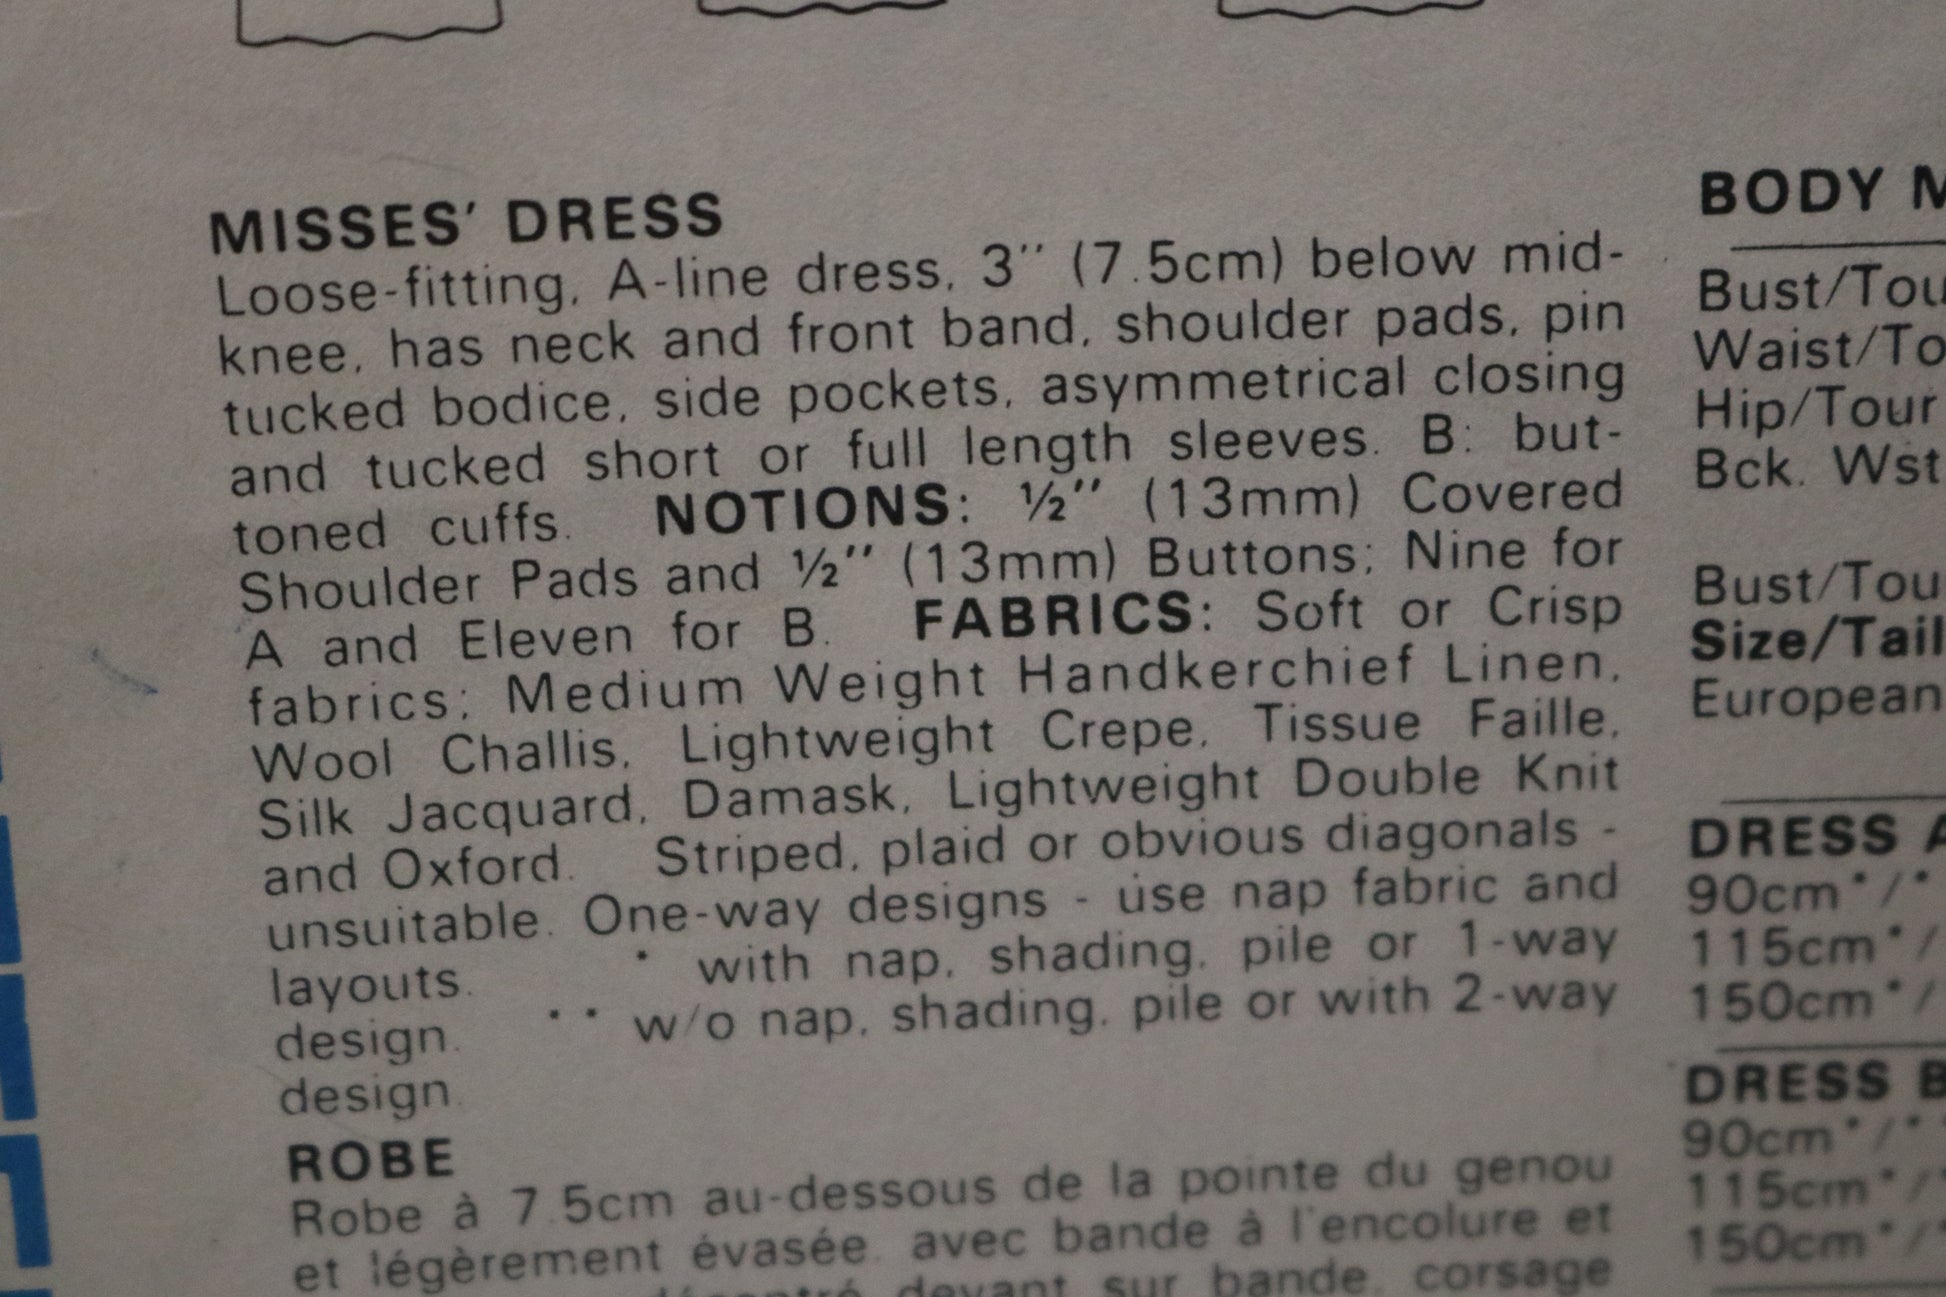 MISSES' DRESS
Loose-fitting, A-line dress, 3'' (7.5cm) below mid-
knee, has neck and front band, shoulder pads, pin
tucked bodice, side pockets, asymmetrical closing
and tucked short or full length sleeves. B: but-
toned cuffs. NOTIONS: ½'' (13mm) Covered
Shoulder Pads and ½'' (13mm) Buttons; Nine for
A and Eleven for B. FABRICS: Soft or Crisp
fabrics; Medium Weight Handkerchief Linen,
Wool Challis, Lightweight Crepe, Tissue Faille,
Silk Jacquard, Damask, Lightweight Double Knit
and Oxford. Striped, plaid or obvious diagonals -
unsuitable. One-way designs - use nap fabric and
layouts. * with nap, shading, pile or 1-way
design. ** w/o nap, shading, pile or with 2-way
design.
ROBE
Robe à 7.5cm au-dessous de la pointe du genou
et légèrement évasée avec bande à l'encolure et
devant sur bande, corsage
BODY M
Bust/Tou
Waist/To
Hip/Tour
Bck. Wst
Bust/Tou
Size/Tail
European
DRESS A
90cm*/*
115cm*/
150cm*/
DRESS B
90cm*/*
115cm*/
150cm*/